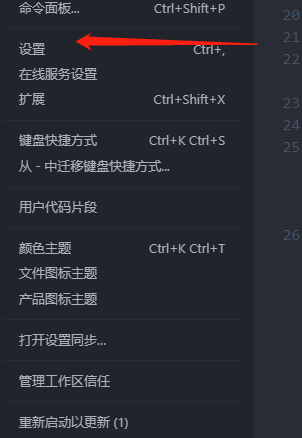 命令面板... Ctrl+Shift+P
20
21
设置 Ctrl+,
22
在线服务设置
扩展 Ctrl+Shift+X
23
24
键盘快捷方式 Ctrl+K Ctrl+S
25
从 - 中迁移键盘快捷方式...
用户代码片段
26
颜色主题 Ctrl+K Ctrl+T
文件图标主题
产品图标主题
打开设置同步...
管理工作区信任
重新启动以更新 (1)